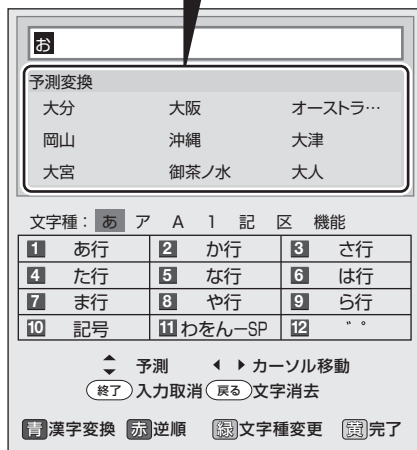 お
予測変換
大分 大阪 オーストラ…
岡山 沖縄 大津
大宮 御茶ノ水 大人
文字種： あ ア A 1 記 区 機能
1 あ行 2 か行 3 さ行
4 た行 5 な行 6 は行
7 ま行 8 や行 9 ら行
10 記号 11 わをんーSP 12 ゛゜
予測 カーソル移動
終了 入力取消 戻る 文字消去
青 漢字変換 赤 逆順 緑 文字種変更 黄 完了